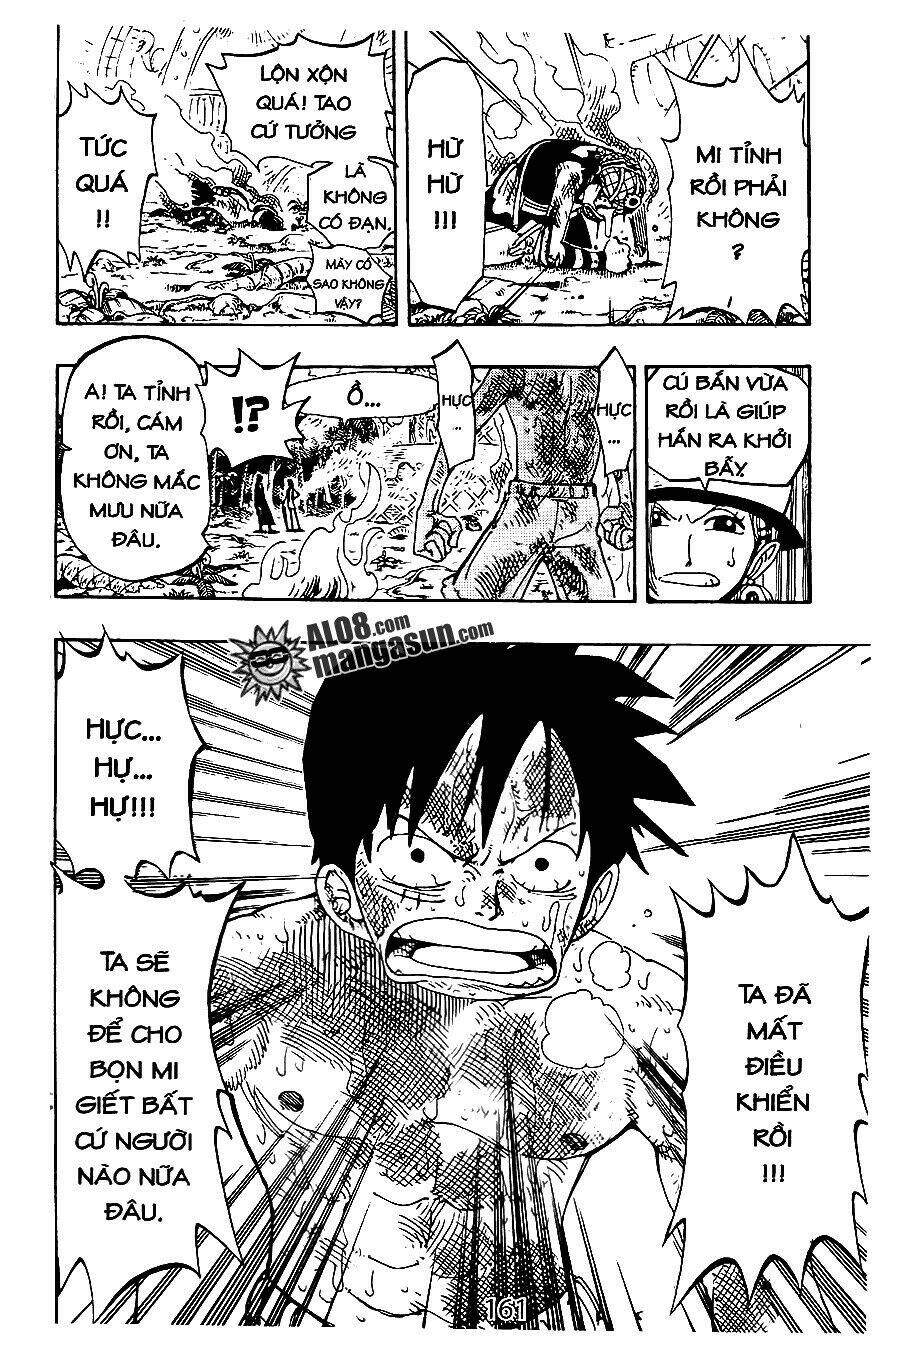 MI TỈNH
RỒI PHẢI
KHÔNG
?
HỪ
HỪ
!!!
LỘN XỘN
QUÁ! TAO
CỨ TƯỞNG
LÃ
KHÔNG
CÓ ĐẠN.
MÀY CÓ
SAO KHÔNG
VẬY?
TỨC
QUÁ
!!
CÚ BẮN VỪA
RỒI LÀ GIÚP
HẮN RA KHỞI
BẪY.
HỰC
...
HỰC
...
Ồ...
!?
A! TA TỈNH
RỒI, CÁM
ƠN, TA
KHÔNG MẮC
MƯU NỮA
ĐÂU.
ALO8.com
mangasun.com
HỰC...
HỰ...
HỰ!!!
TA ĐÃ
MẤT
ĐIỀU
KHIỂN
RỒI
!!!
TA SẼ
KHÔNG
ĐỂ CHO
BỌN MI
GIẾT BẤT
CỨ NGƯỜI
NÀO NỮA
ĐÂU.
161